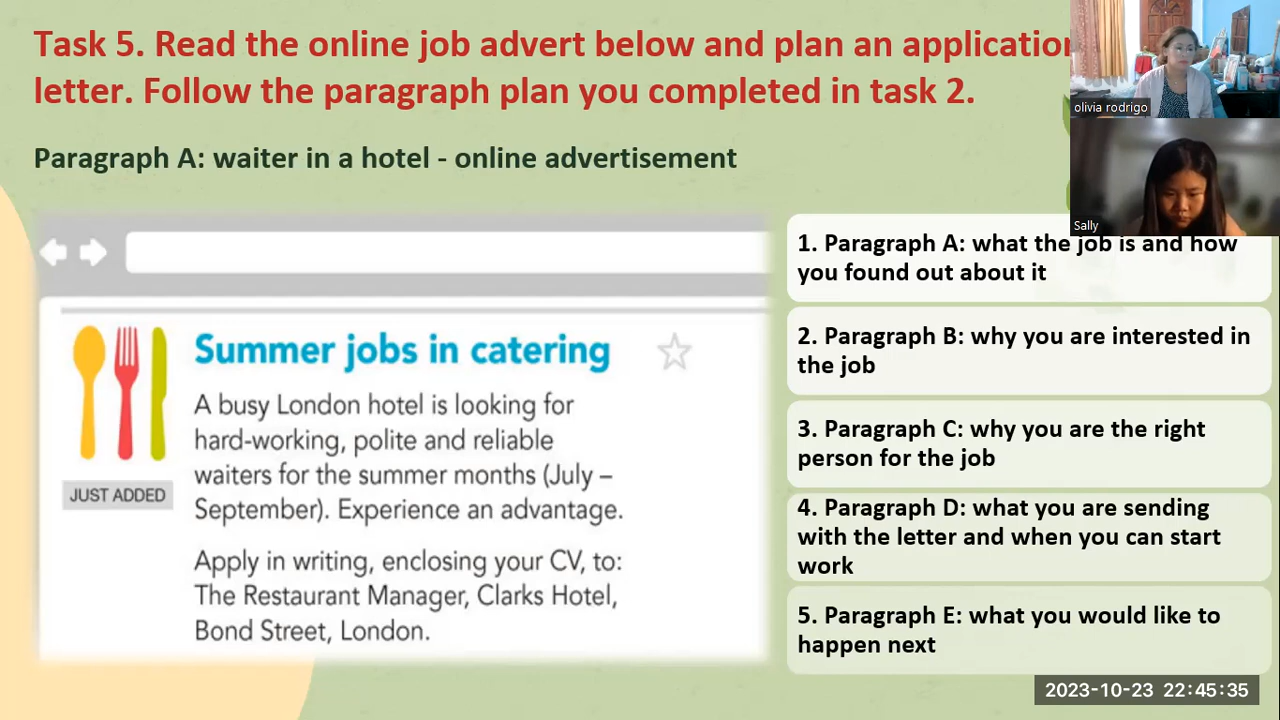 Task 5. Read the online job advert below and plan an application
letter. Follow the paragraph plan you completed in task 2.
olivia rodrigo
Paragraph A: waiter in a hotel - online advertisement
Sally
Summer jobs in catering
A busy London hotel is looking for
hard-working, polite and reliable
waiters for the summer months (July –
September). Experience an advantage.
JUST ADDED
Apply in writing, enclosing your CV, to:
The Restaurant Manager, Clarks Hotel,
Bond Street, London.
1. Paragraph A: what the job is and how
you found out about it
2. Paragraph B: why you are interested in
the job
3. Paragraph C: why you are the right
person for the job
4. Paragraph D: what you are sending
with the letter and when you can start
work
5. Paragraph E: what you would like to
happen next
2023-10-23 22:45:35